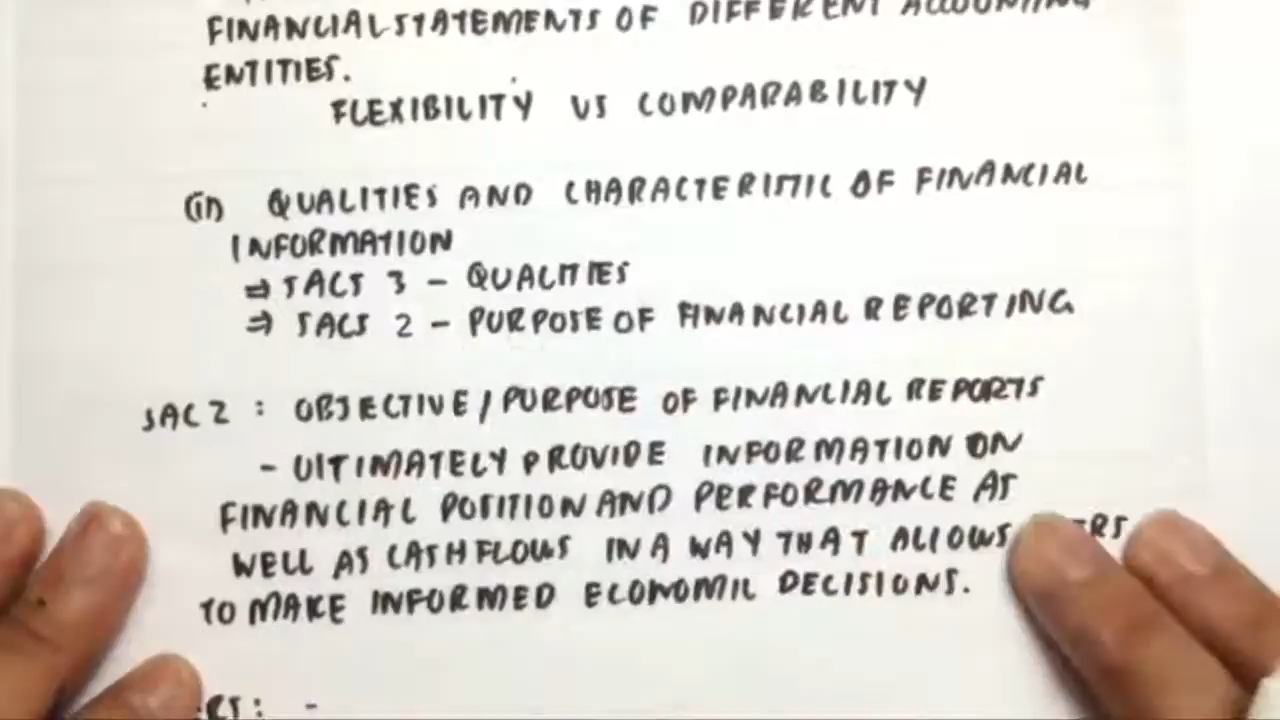 FINANCIAL STATEMENTS OF DIFFERENT ACCOUNTING
ENTITIES.
FLEXIBILITY VS COMPARABILITY
(ii) QUALITIES AND CHARACTERISTIC OF FINANCIAL
INFORMATION
⇒ SACS 3 - QUALITIES
⇒ SACS 2 - PURPOSE OF FINANCIAL REPORTING
SAC 2 : OBJECTIVE / PURPOSE OF FINANCIAL REPORTS
- ULTIMATELY PROVIDE INFORMATION ON
FINANCIAL POSITION AND PERFORMANCE AS
WELL AS CASHFLOWS IN A WAY THAT ALLOWS
TO MAKE INFORMED ECONOMIC DECISIONS.